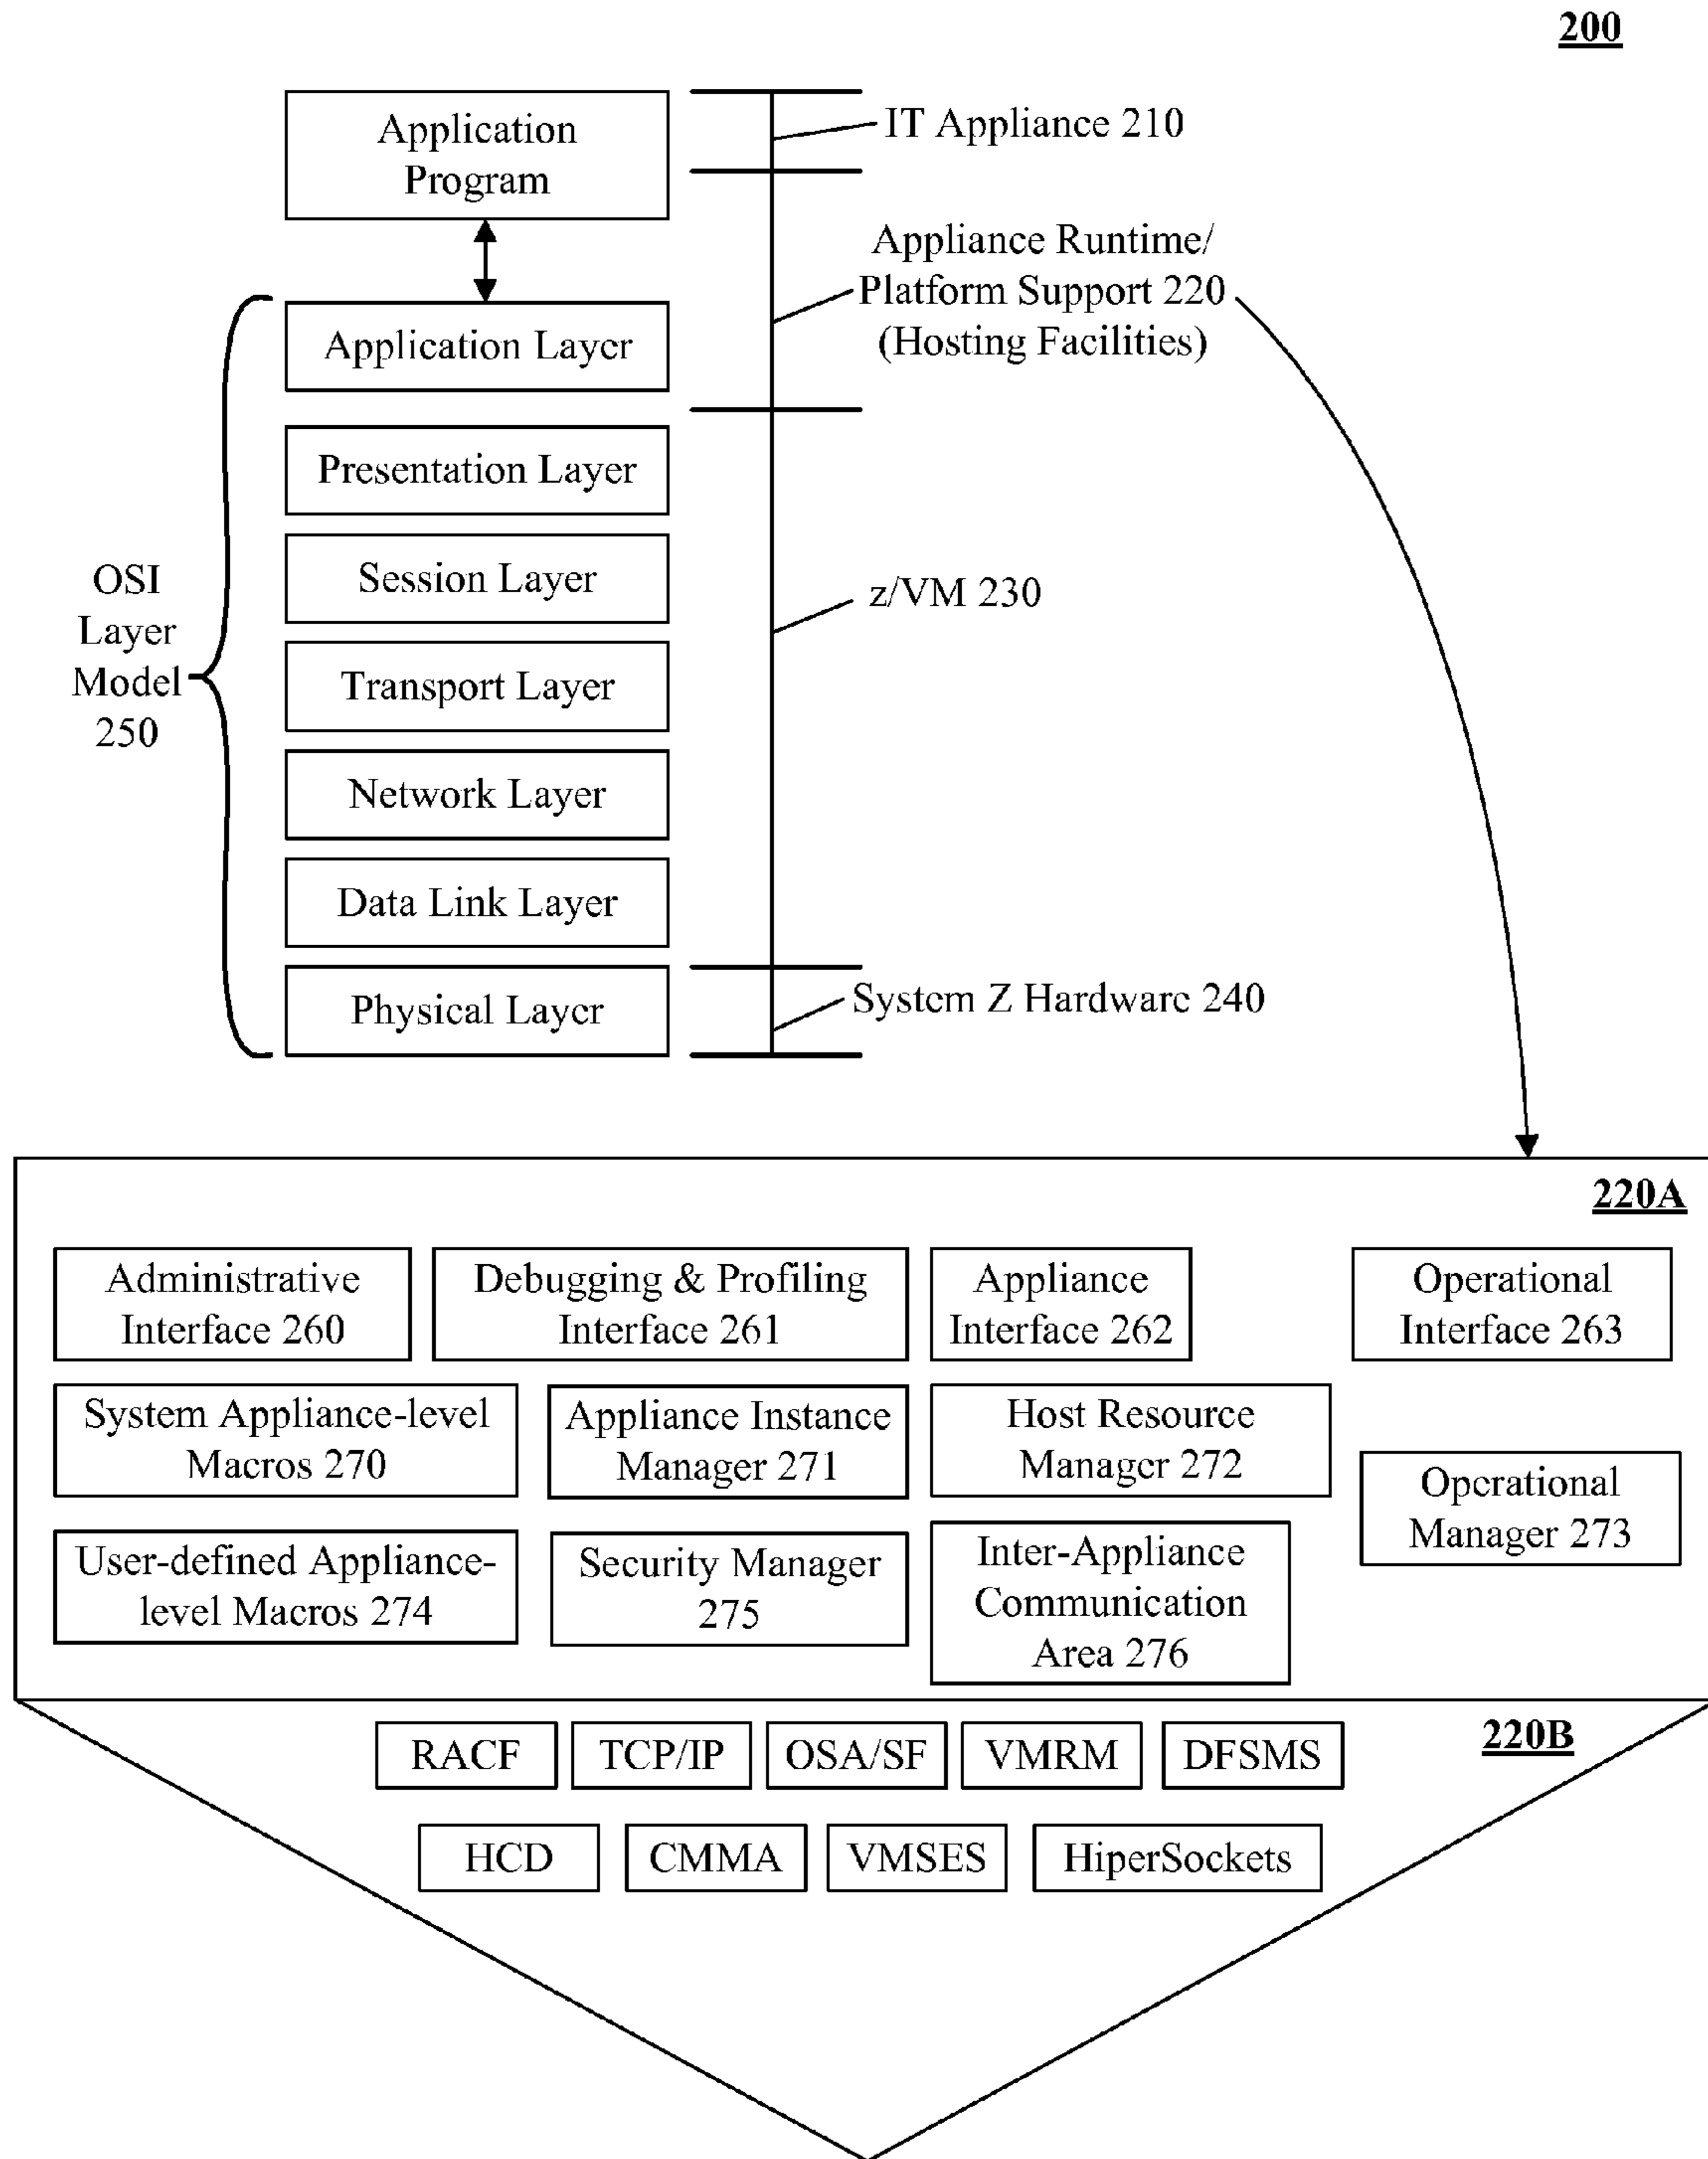 200
Application
Program
IT Appliance 210
Appliance Runtime/
Platform Support 220
(Hosting Facilities)
Application Layer
Presentation Layer
Session Layer
Transport Layer
Network Layer
Data Link Layer
Physical Layer
OSI
Layer
Model
250
z/VM 230
System Z Hardware 240
220A
Administrative
Interface 260
Debugging & Profiling
Interface 261
Appliance
Interface 262
Operational
Interface 263
System Appliance-level
Macros 270
Appliance Instance
Manager 271
Host Resource
Manager 272
Operational
Manager 273
User-defined Appliance-
level Macros 274
Security Manager
275
Inter-Appliance
Communication
Area 276
220B
RACF
TCP/IP
OSA/SF
VMRM
DFSMS
HCD
CMMA
VMSES
HiperSockets